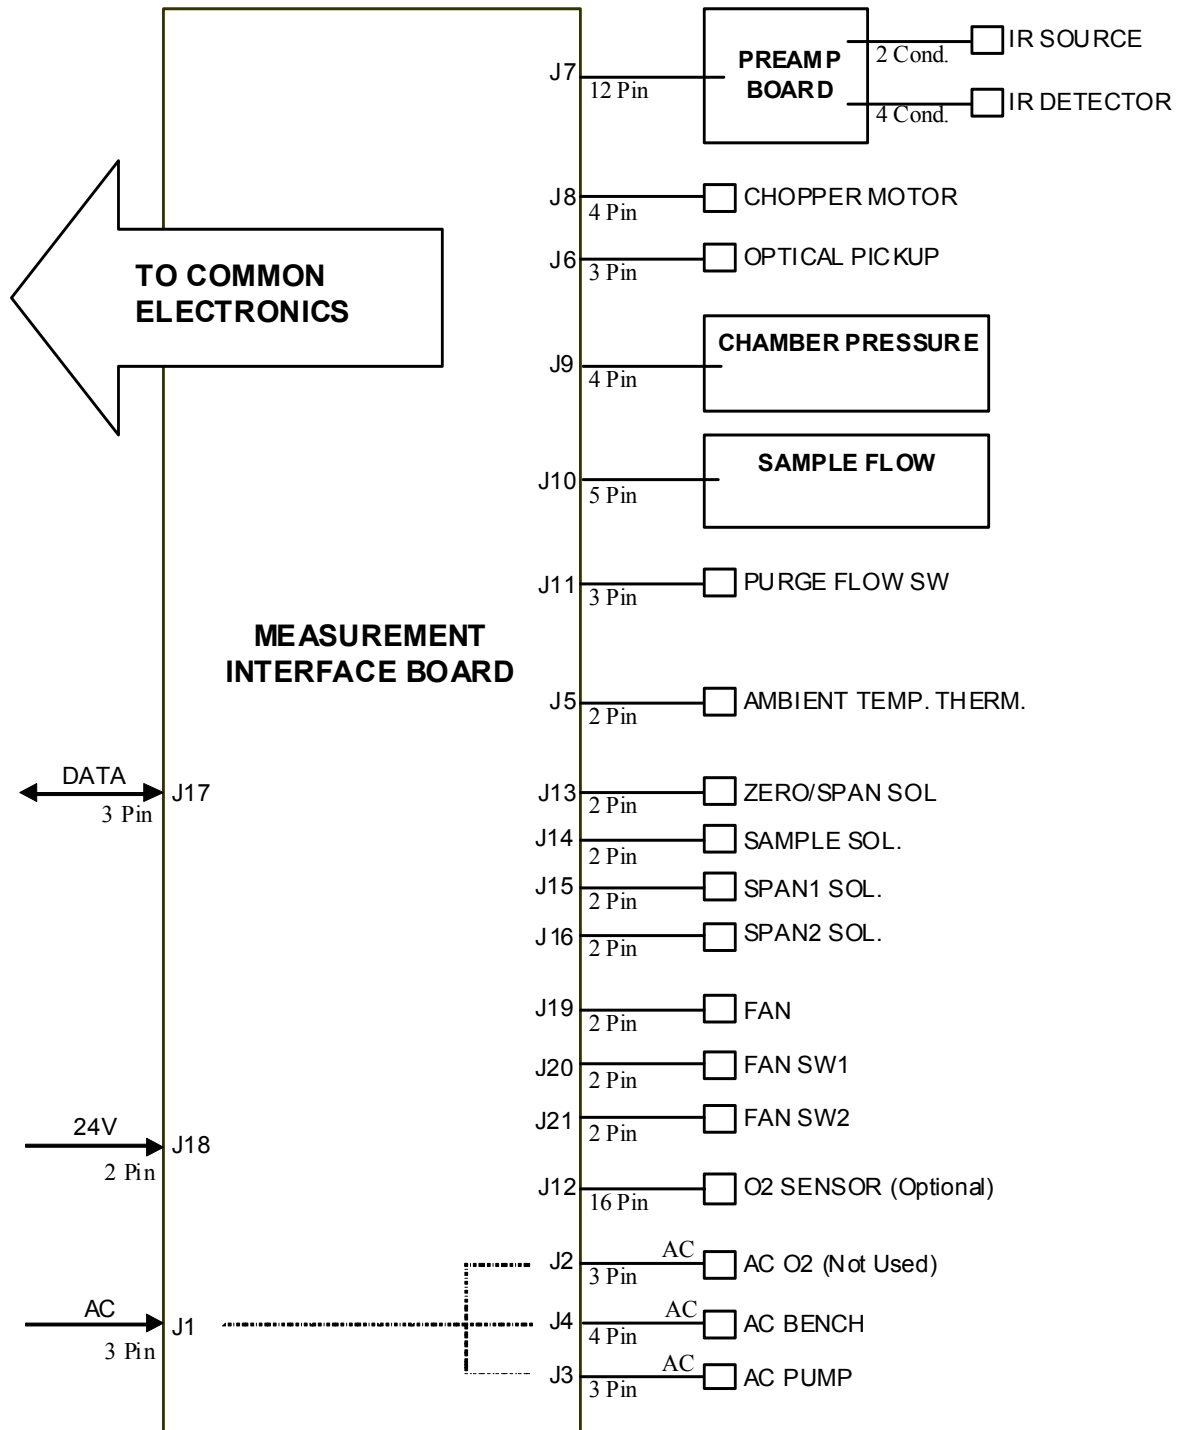 J7
12 Pin
PREAMP
BOARD
2 Cond.
IR SOURCE
4 Cond.
IR DETECTOR
J8
4 Pin
CHOPPER MOTOR
J6
3 Pin
OPTICAL PICKUP
TO COMMON
ELECTRONICS
J9
4 Pin
CHAMBER PRESSURE
J10
5 Pin
SAMPLE FLOW
J11
3 Pin
PURGE FLOW SW
MEASUREMENT
INTERFACE BOARD
J5
2 Pin
AMBIENT TEMP. THERM.
DATA
3 Pin
J17
J13
2 Pin
ZERO/SPAN SOL
J14
2 Pin
SAMPLE SOL.
J15
2 Pin
SPAN1 SOL.
J16
2 Pin
SPAN2 SOL.
J19
2 Pin
FAN
J20
2 Pin
FAN SW1
J21
2 Pin
FAN SW2
24V
2 Pin
J18
J12
16 Pin
O2 SENSOR (Optional)
J2
AC
3 Pin
AC O2 (Not Used)
AC
3 Pin
J1
J4
AC
4 Pin
AC BENCH
J3
AC
3 Pin
AC PUMP